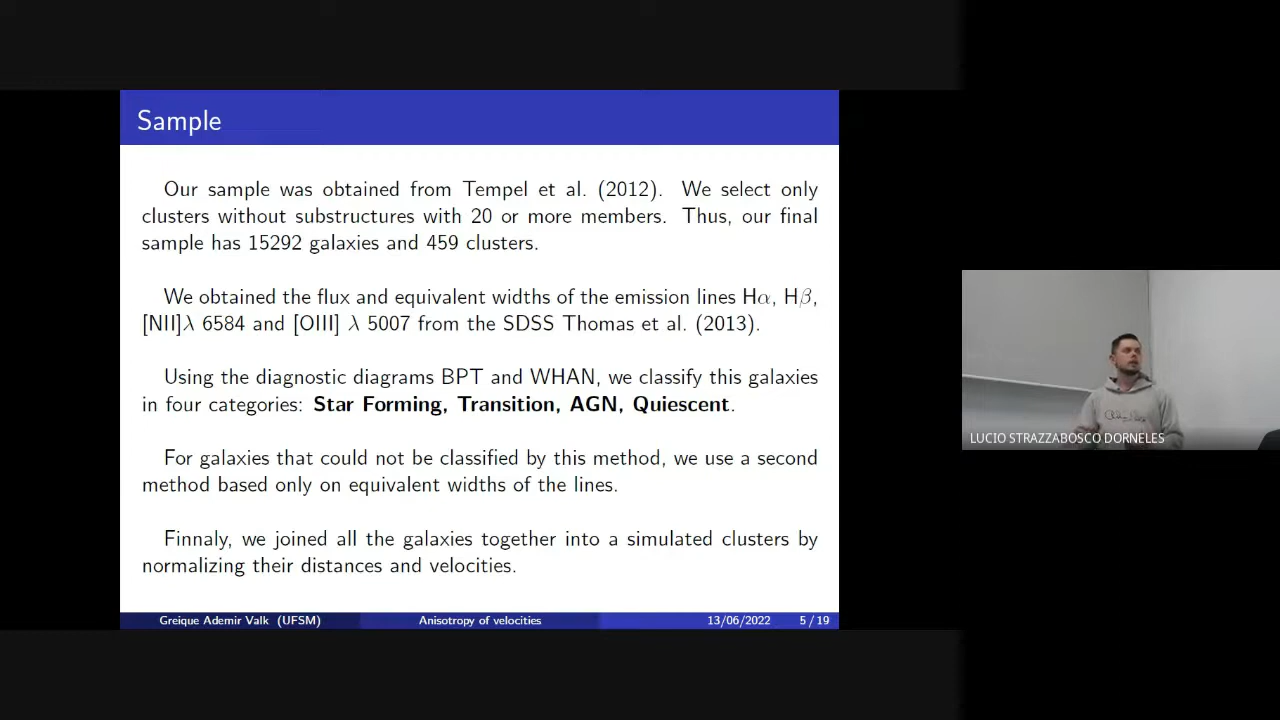 Sample
Our sample was obtained from Tempel et al. (2012). We select only
clusters without substructures with 20 or more members. Thus, our final
sample has 15292 galaxies and 459 clusters.
We obtained the flux and equivalent widths of the emission lines Hα, Hβ,
[NII]λ 6584 and [OIII] λ 5007 from the SDSS Thomas et al. (2013).
Using the diagnostic diagrams BPT and WHAN, we classify this galaxies
in four categories: Star Forming, Transition, AGN, Quiescent.
For galaxies that could not be classified by this method, we use a second
method based only on equivalent widths of the lines.
Finnaly, we joined all the galaxies together into a simulated clusters by
normalizing their distances and velocities.
Greique Ademir Valk (UFSM) Anisotropy of velocities 13/06/2022 5 / 19
LUCIO STRAZZABOSCO DORNELES